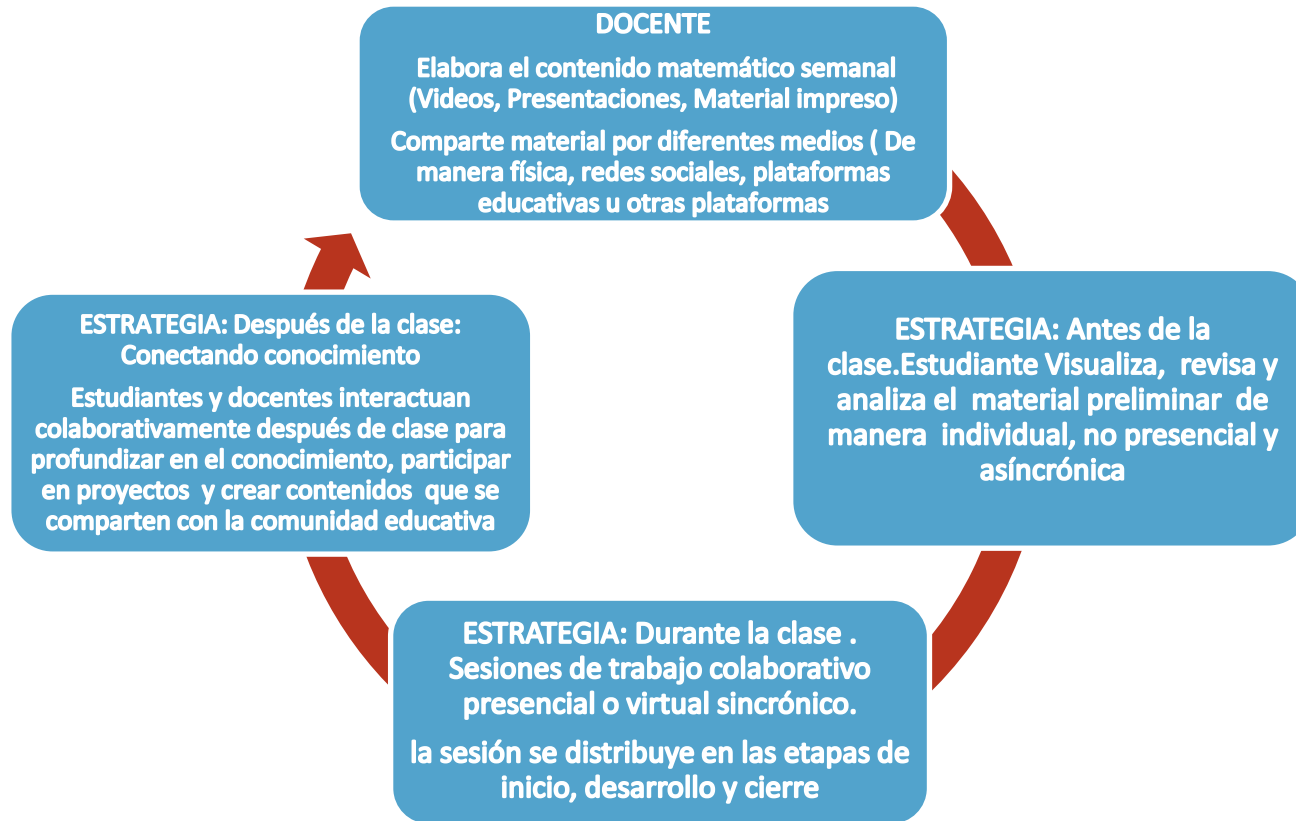 DOCENTE
Elabora el contenido matemático semanal
(Videos, Presentaciones, Material impreso)
Comparte material por diferentes medios ( De
manera física, redes sociales, plataformas
educativas u otras plataformas
ESTRATEGIA: Antes de la
clase.Estudiante Visualiza, revisa y
analiza el material preliminar de
manera individual, no presencial y
asíncrónica
ESTRATEGIA: Durante la clase .
Sesiones de trabajo colaborativo
presencial o virtual sincrónico.
la sesión se distribuye en las etapas de
inicio, desarrollo y cierre
ESTRATEGIA: Después de la clase:
Conectando conocimiento
Estudiantes y docentes interactuan
colaborativamente después de clase para
profundizar en el conocimiento, participar
en proyectos y crear contenidos que se
comparten con la comunidad educativa